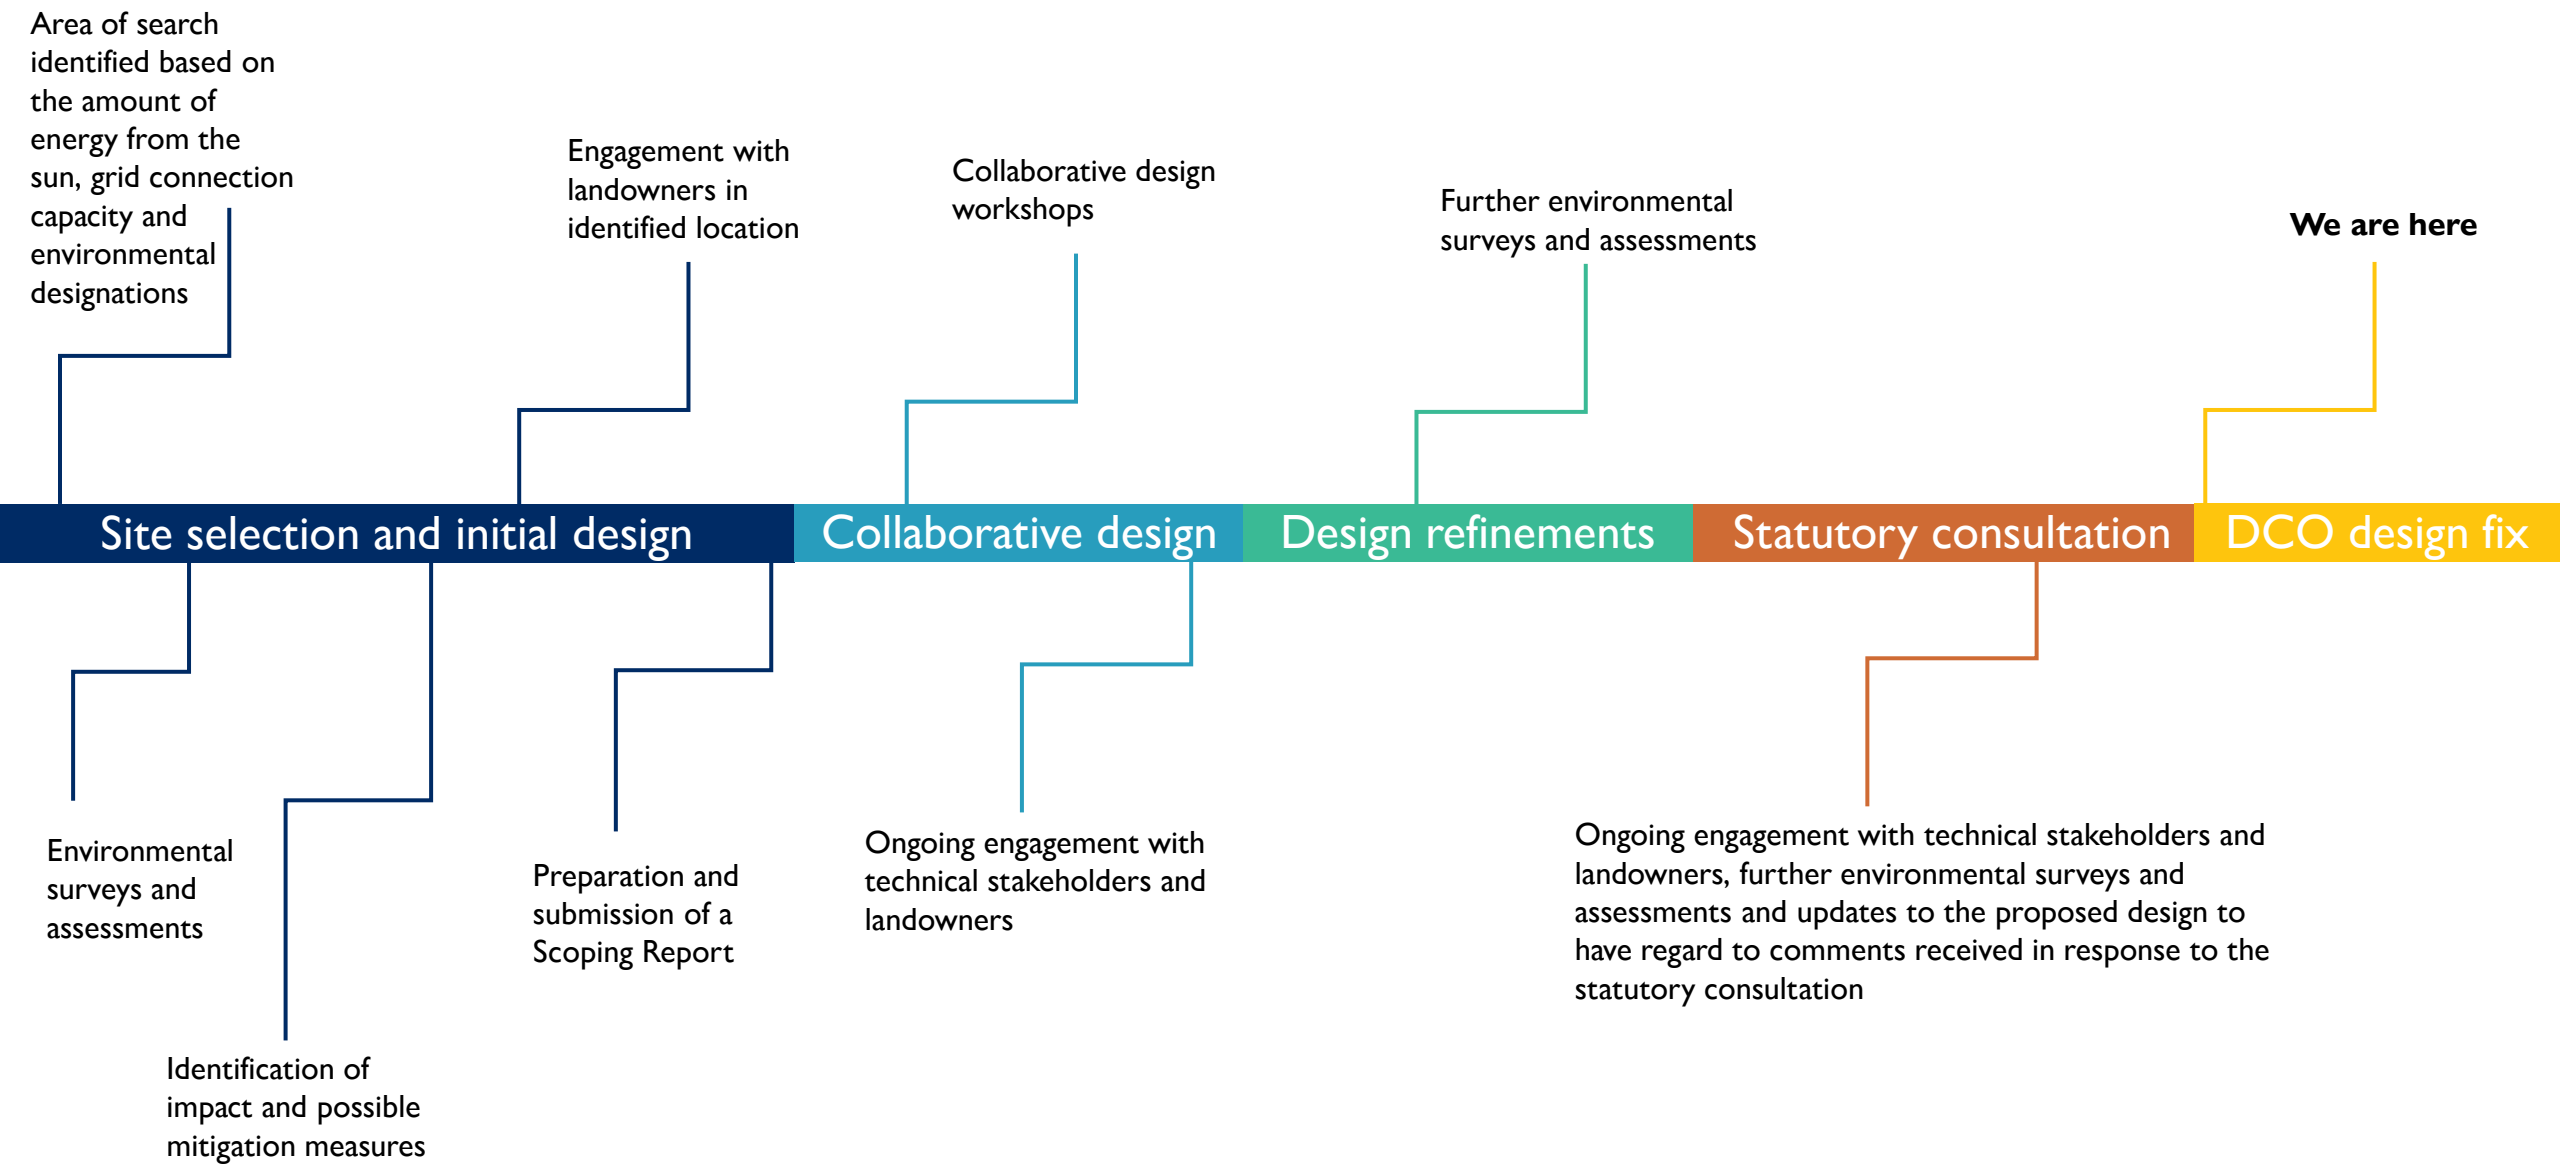 Area of search
identified based on
the amount of
energy from the
sun, grid connection
capacity and
environmental
designations
Engagement with
landowners in
identified location
Collaborative design
workshops
Further environmental
surveys and assessments
We are here
Site selection and initial design
Collaborative design
Design refinements
Statutory consultation
DCO design fix
Environmental
surveys and
assessments
Identification of
impact and possible
mitigation measures
Preparation and
submission of a
Scoping Report
Ongoing engagement with
technical stakeholders and
landowners
Ongoing engagement with technical stakeholders and
landowners, further environmental surveys and
assessments and updates to the proposed design to
have regard to comments received in response to the
statutory consultation